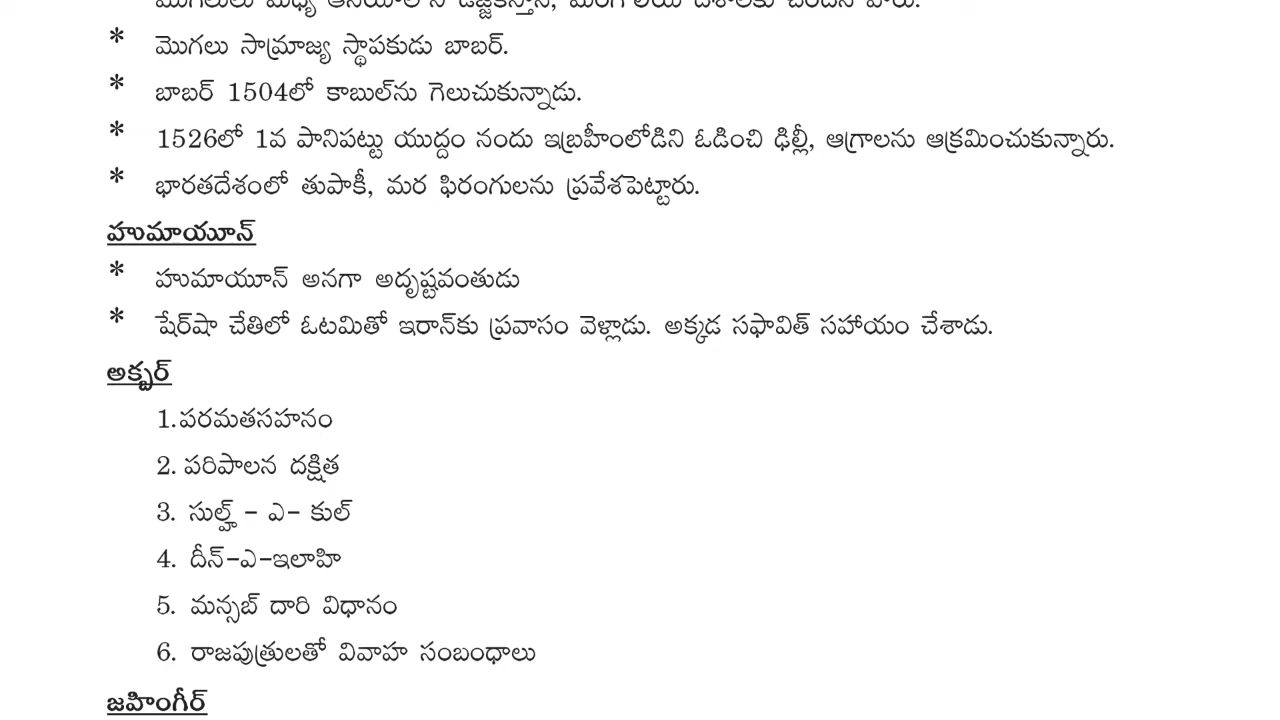 * మొగలు సామ్రాజ్య స్థాపకుడు బాబర్.
* బాబర్ 1504లో కాబుల్‌ను గెలుచుకున్నాడు.
* 1526లో 1వ పానిపట్టు యుద్దం నందు ఇబ్రహీంలోడిని ఓడించి ఢిల్లీ, ఆగ్రాలను ఆక్రమించుకున్నారు.
* భారతదేశంలో తుపాకీ, మర ఫిరంగులను ప్రవేశపెట్టారు.
హుమాయూన్
* హుమాయూన్ అనగా అదృష్టవంతుడు
* షేర్‌షా చేతిలో ఓటమితో ఇరాన్‌కు ప్రవాసం వెళ్లాడు. అక్కడ సఫావిత్ సహాయం చేశాడు.
అక్బర్
1.పరమతసహనం
2. పరిపాలన దక్షిత
3. సుల్హ్ - ఎ- కుల్
4. దీన్-ఎ-ఇలాహి
5. మన్సబ్ దారి విధానం
6. రాజపుత్రులతో వివాహ సంబంధాలు
జహింగీర్